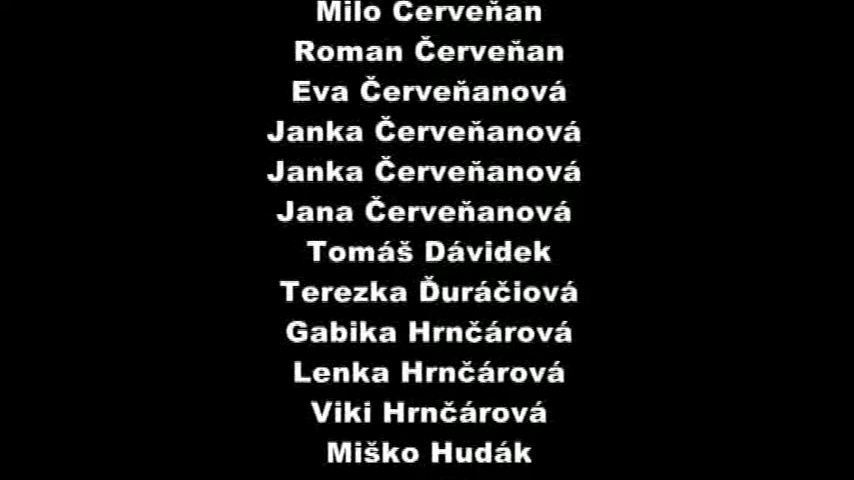 Milo Červeňan
Roman Červeňan
Eva Červeňanová
Janka Červeňanová
Janka Červeňanová
Jana Červeňanová
Tomáš Dávidek
Terezka Ďuráčiová
Gabika Hrnčárová
Lenka Hrnčárová
Viki Hrnčárová
Miško Hudák